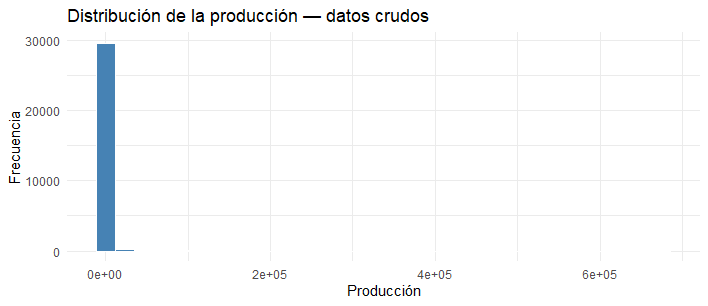 Distribución de la producción — datos crudos
30000
20000
10000
0
Frecuencia
0e+00 2e+05 4e+05 6e+05
Producción